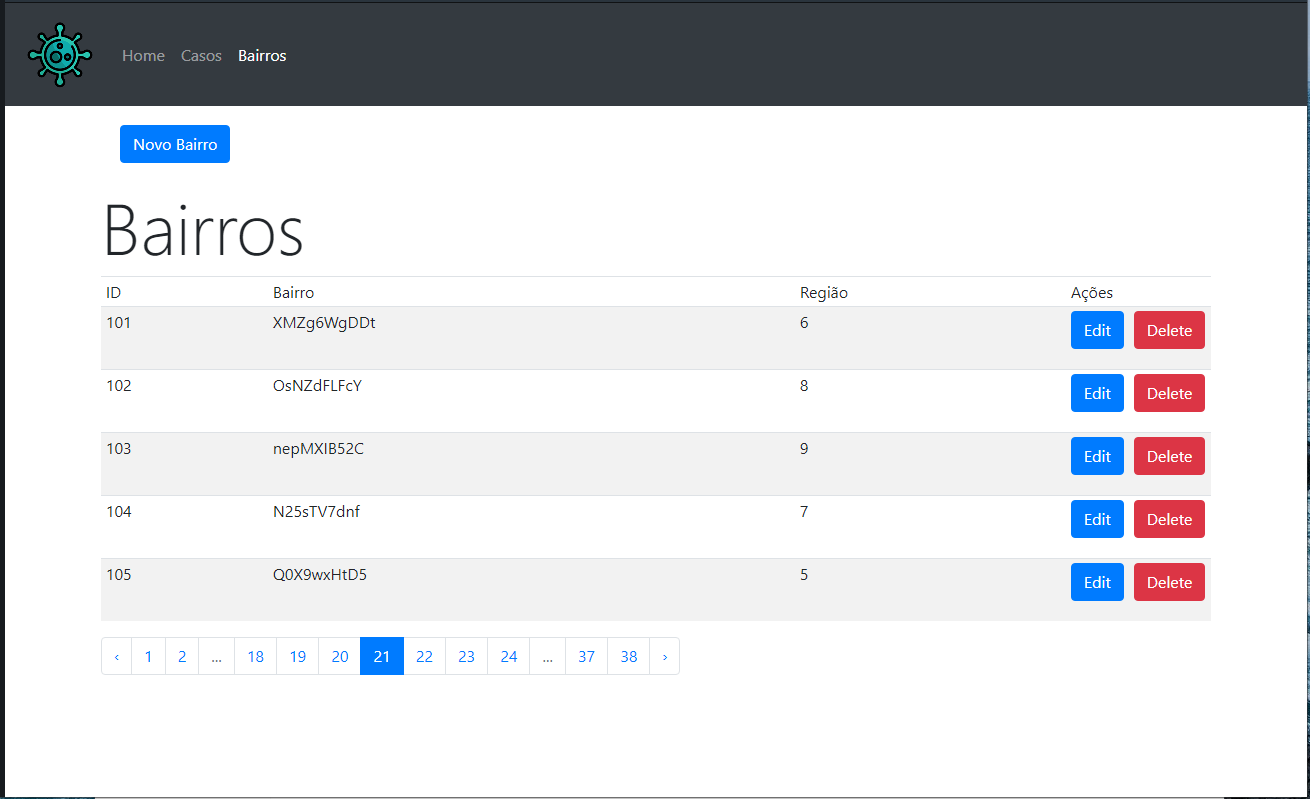 Home Casos Bairros
Novo Bairro
Bairros
ID Bairro Região Ações
101 XMZg6WgDDt 6 Edit Delete
102 OsNZdFLFcY 8 Edit Delete
103 nepMXIB52C 9 Edit Delete
104 N25sTV7dnf 7 Edit Delete
105 Q0X9wxHtD5 5 Edit Delete
‹ 1 2 ... 18 19 20 21 22 23 24 ... 37 38 ›